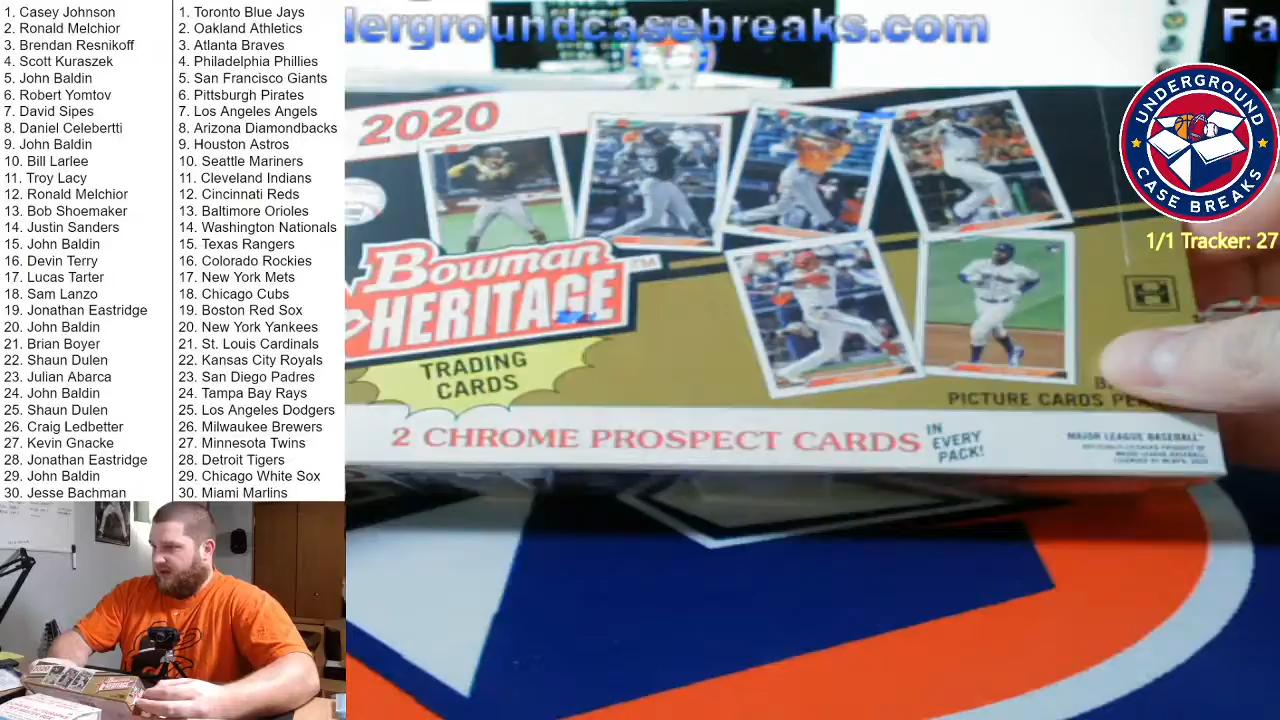 1. Casey Johnson
2. Ronald Melchior
3. Brendan Resnikoff
4. Scott Kuraszek
5. John Baldin
6. Robert Yomtov
7. David Sipes
8. Daniel Celebertti
9. John Baldin
10. Bill Larlee
11. Troy Lacy
12. Ronald Melchior
13. Bob Shoemaker
14. Justin Sanders
15. John Baldin
16. Devin Terry
17. Lucas Tarter
18. Sam Lanzo
19. Jonathan Eastridge
20. John Baldin
21. Brian Boyer
22. Shaun Dulen
23. Julian Abarca
24. John Baldin
25. Shaun Dulen
26. Craig Ledbetter
27. Kevin Gnacke
28. Jonathan Eastridge
29. John Baldin
30. Jesse Bachman
1. Toronto Blue Jays
2. Oakland Athletics
3. Atlanta Braves
4. Philadelphia Phillies
5. San Francisco Giants
6. Pittsburgh Pirates
7. Los Angeles Angels
8. Arizona Diamondbacks
9. Houston Astros
10. Seattle Mariners
11. Cleveland Indians
12. Cincinnati Reds
13. Baltimore Orioles
14. Washington Nationals
15. Texas Rangers
16. Colorado Rockies
17. New York Mets
18. Chicago Cubs
19. Boston Red Sox
20. New York Yankees
21. St. Louis Cardinals
22. Kansas City Royals
23. San Diego Padres
24. Tampa Bay Rays
25. Los Angeles Dodgers
26. Milwaukee Brewers
27. Minnesota Twins
28. Detroit Tigers
29. Chicago White Sox
30. Miami Marlins
dergroundcasebreaks.com Fa
UNDERGROUND
CASE BREAKS
1/1 Tracker: 27
2020
Bowman TM
HERITAGE
TRADING
CARDS
PICTURE CARDS PE
2 CHROME PROSPECT CARDS
IN
EVERY
PACK!
MAJOR LEAGUE BASEBALL